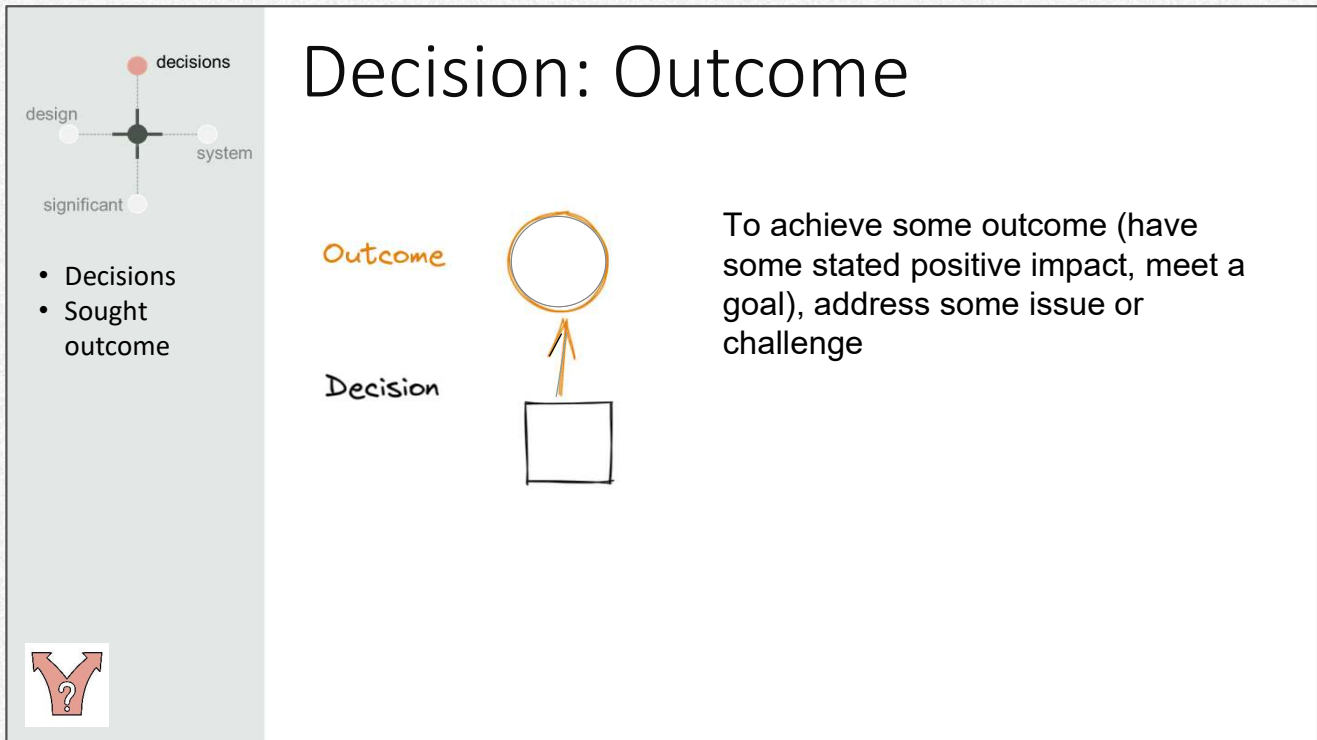 decisions
design
system
significant
• Decisions
• Sought
outcome
?
Decision: Outcome
Outcome
Decision
To achieve some outcome (have
some stated positive impact, meet a
goal), address some issue or
challenge